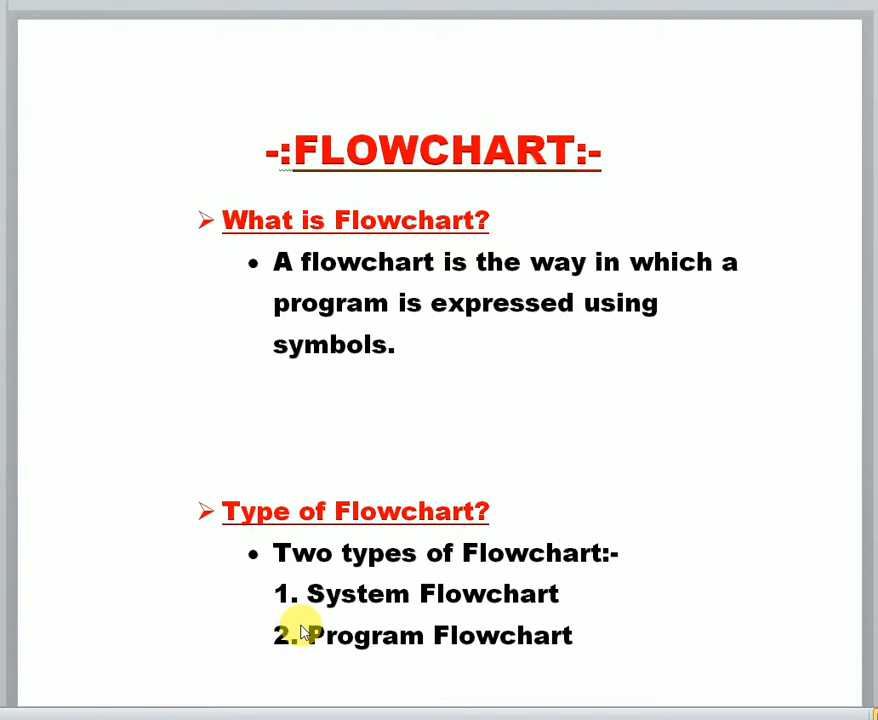 -:FLOWCHART:-
What is Flowchart?
A flowchart is the way in which a
program is expressed using
symbols.
Type of Flowchart?
Two types of Flowchart:-
1. System Flowchart
2. Program Flowchart